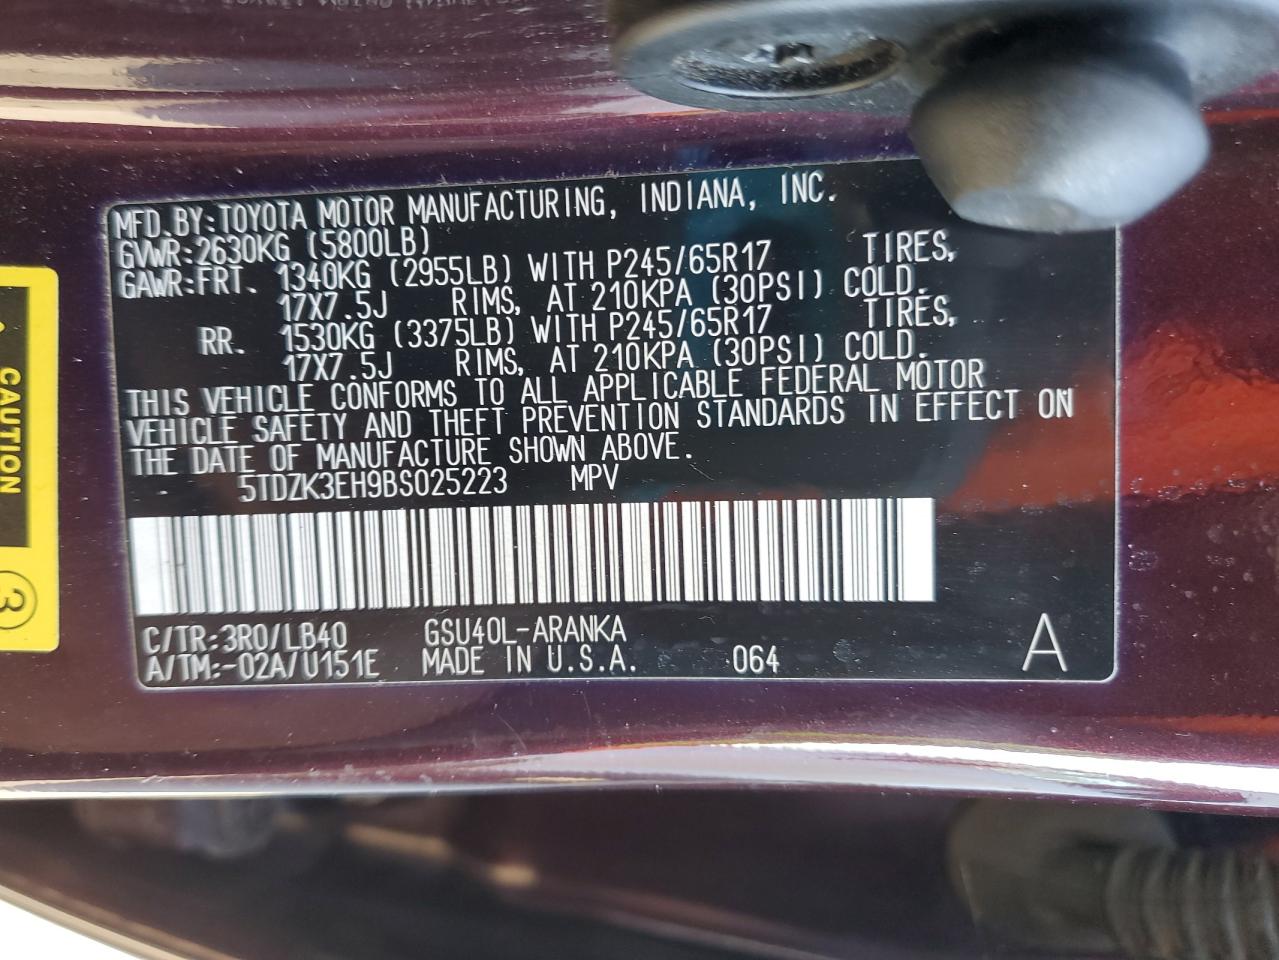 MFD.BY:TOYOTA MOTOR MANUFACTURING, INDIANA, INC.
GVWR:2630KG (5800LB)
GAWR:FRT. 1340KG (2955LB) WITH P245/65R17 TIRES,
17X7.5J RIMS, AT 210KPA (30PSI) COLD.
RR. 1530KG (3375LB) WITH P245/65R17 TIRES,
17X7.5J RIMS, AT 210KPA (30PSI) COLD.
THIS VEHICLE CONFORMS TO ALL APPLICABLE FEDERAL MOTOR
VEHICLE SAFETY AND THEFT PREVENTION STANDARDS IN EFFECT ON
THE DATE OF MANUFACTURE SHOWN ABOVE.
5TDZK3EH9BS025223 MPV
C/TR:3R0/LB40 GSU40L-ARANKA A
A/TM:-02A/U151E MADE IN U.S.A. 064
CAUTION
3